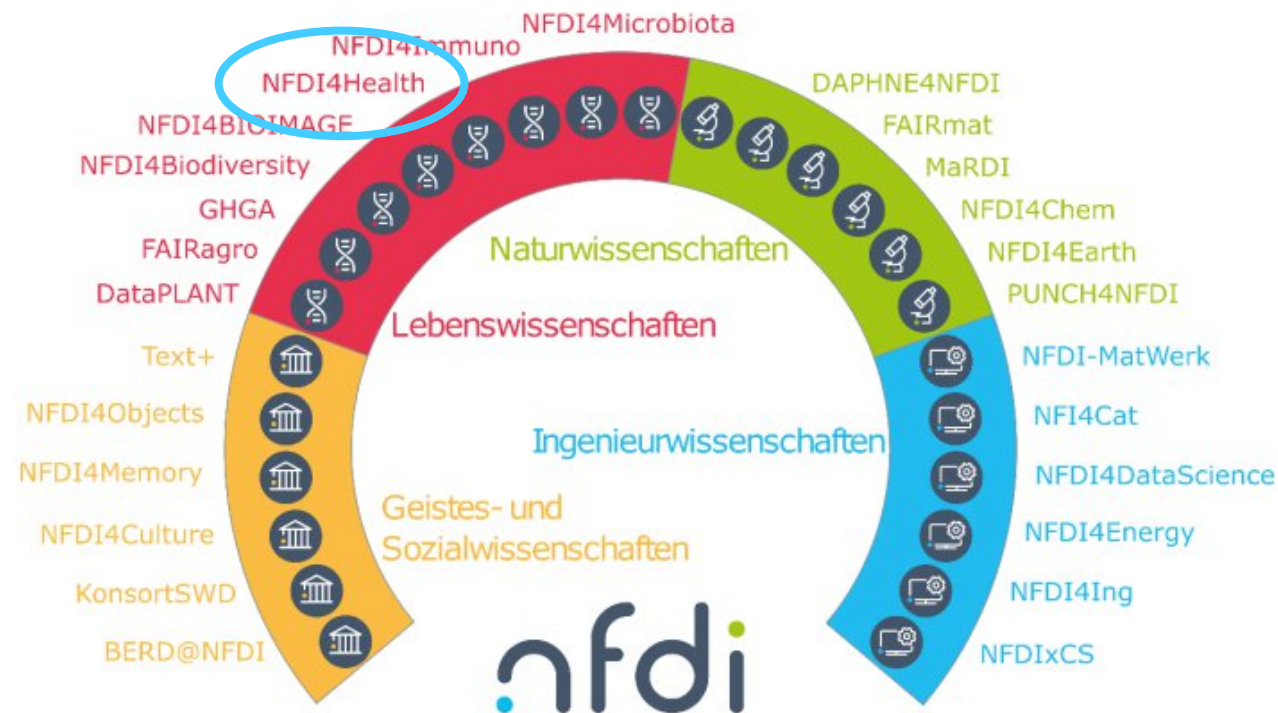 NFDI4Microbiota
NFDI4Immuno
NFDI4Health
NFDI4BIOIMAGE
NFDI4Biodiversity
GHGA
FAIRagro
DataPLANT
Text+
NFDI4Objects
NFDI4Memory
NFDI4Culture
KonsortSWD
BERD@NFDI
DAPHNE4NFDI
FAIRmat
MaRDI
NFDI4Chem
NFDI4Earth
PUNCH4NFDI
NFDI-MatWerk
NFI4Cat
NFDI4DataScience
NFDI4Energy
NFDI4Ing
NFDIxCS
Naturwissenschaften
Lebenswissenschaften
Ingenieurwissenschaften
Geistes- und
Sozialwissenschaften
nfdi